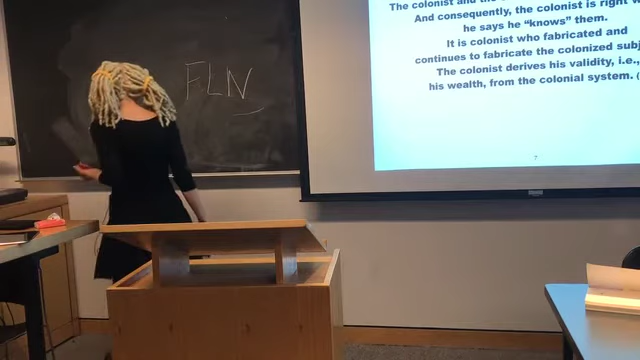 FLN
The colonist and the
And consequently, the colonist is right w
he says he “knows” them.
It is colonist who fabricated and
continues to fabricate the colonized subj
The colonist derives his validity, i.e.,
his wealth, from the colonial system. (
?